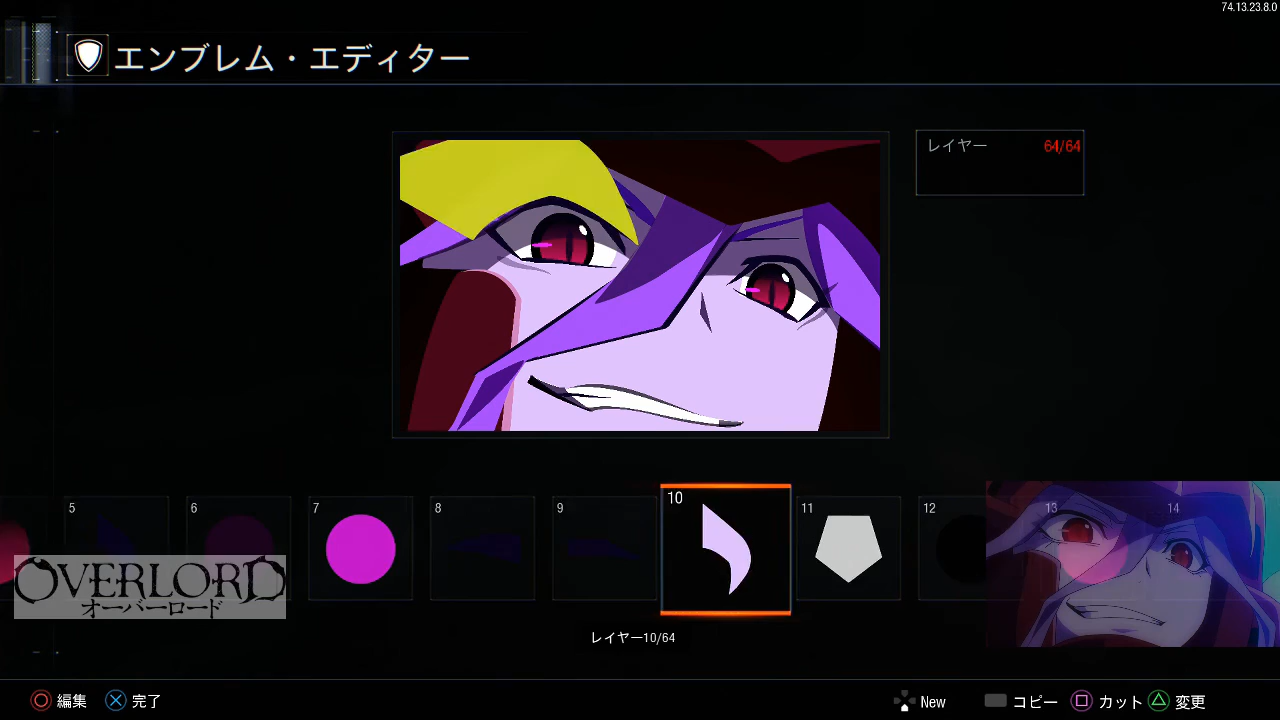 74.13.23.8.0
エンブレム・エディター
レイヤー 64/64
5 6 7 8 9 10 11 12 13 14
OVERLORD
オーバーロード
レイヤー10/64
編集 完了 New コピー カット 変更